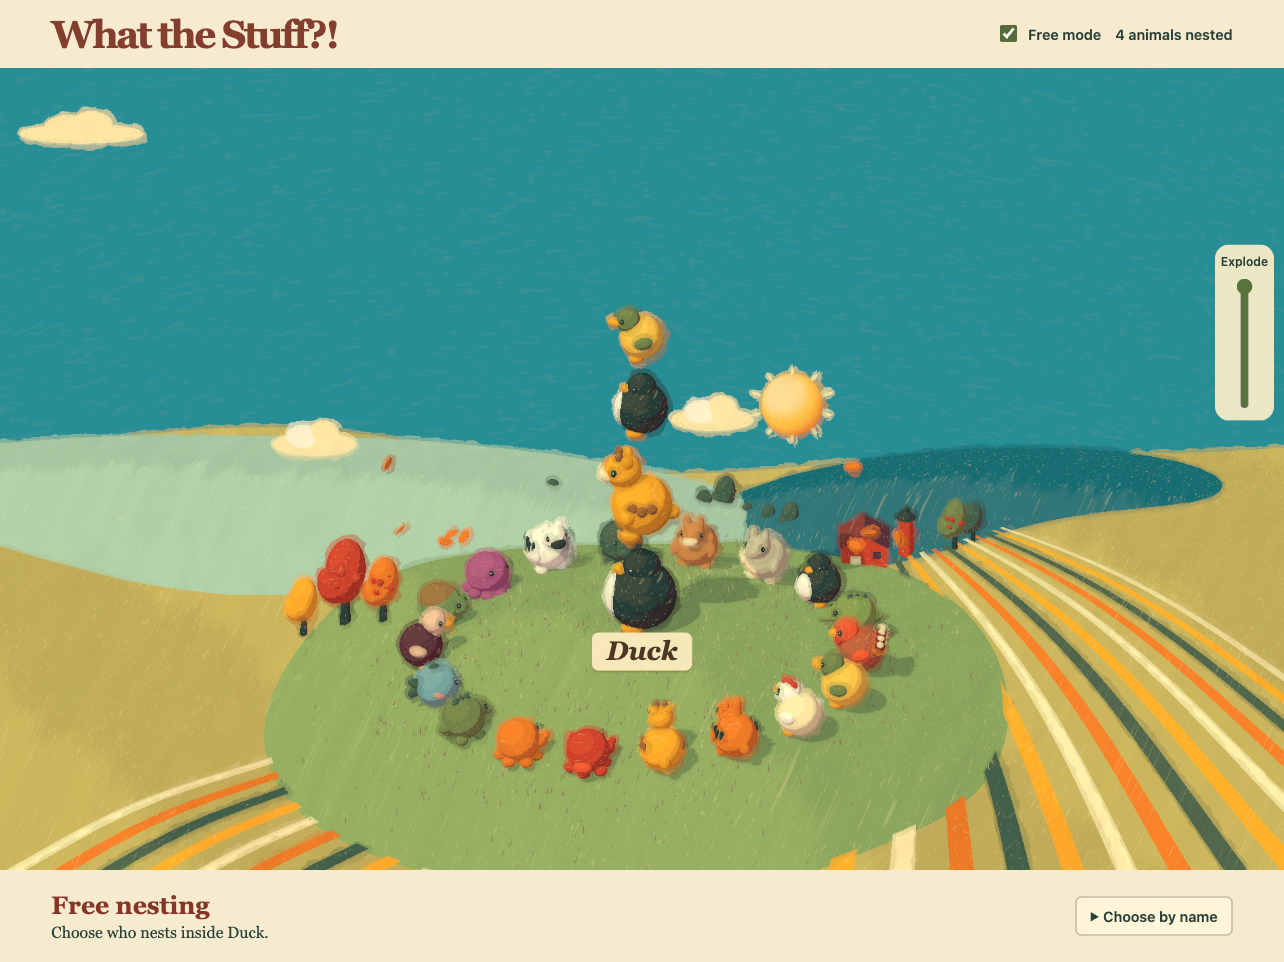 What the Stuff?!
Free mode
4 animals nested
Explode
Duck
Free nesting
Choose who nests inside Duck.
Choose by name